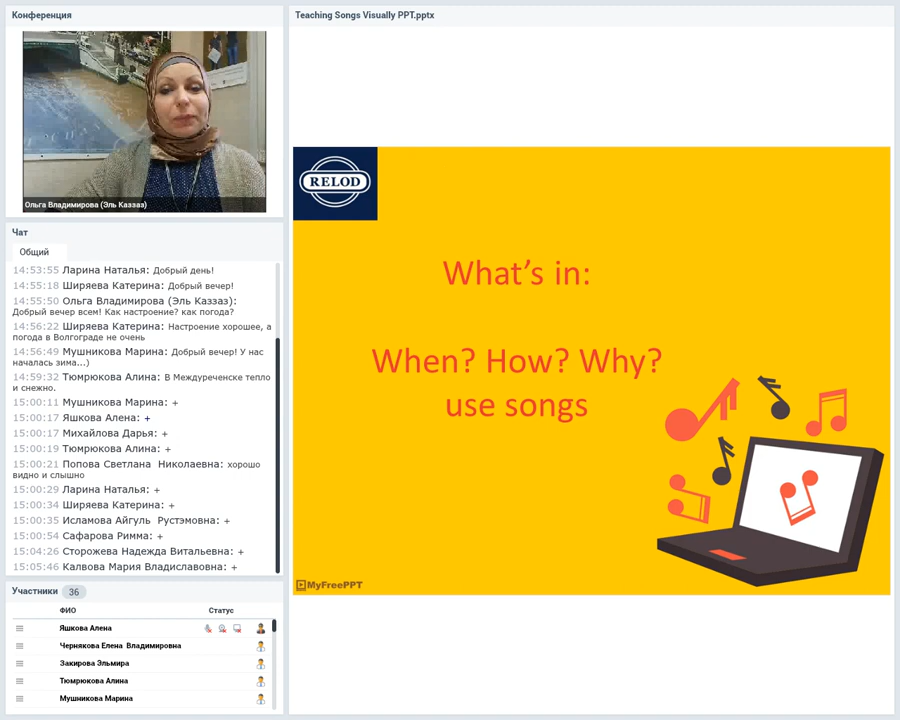 Конференция
Ольга Владимирова (Эль Каззаз)
Чат
Общий
14:53:55 Ларина Наталья: Добрый день!
14:55:18 Ширяева Катерина: Добрый вечер!
14:55:50 Ольга Владимирова (Эль Каззаз):
Добрый вечер всем! Как настроение? как погода?
14:56:22 Ширяева Катерина: Настроение хорошее, а
погода в Волгограде не очень
14:56:49 Мушникова Марина: Добрый вечер! У нас
началась зима...)
14:59:32 Тюмрюкова Алина: В Междуреченске тепло
и снежно.
15:00:11 Мушникова Марина: +
15:00:17 Яшкова Алена: +
15:00:17 Михайлова Дарья: +
15:00:19 Тюмрюкова Алина: +
15:00:21 Попова Светлана Николаевна: хорошо
видно и слышно
15:00:29 Ларина Наталья: +
15:00:34 Ширяева Катерина: +
15:00:35 Исламова Айгуль Рустэмовна: +
15:00:54 Сафарова Римма: +
15:04:26 Сторожева Надежда Витальевна: +
15:05:46 Калвова Мария Владиславовна: +
Участники 36
ФИО Статус
Яшкова Алена
Чернякова Елена Владимировна
Закирова Эльмира
Тюмрюкова Алина
Мушникова Марина
Teaching Songs Visually PPT.pptx
RELOD
What's in:
When? How? Why?
use songs
MyFreePPT